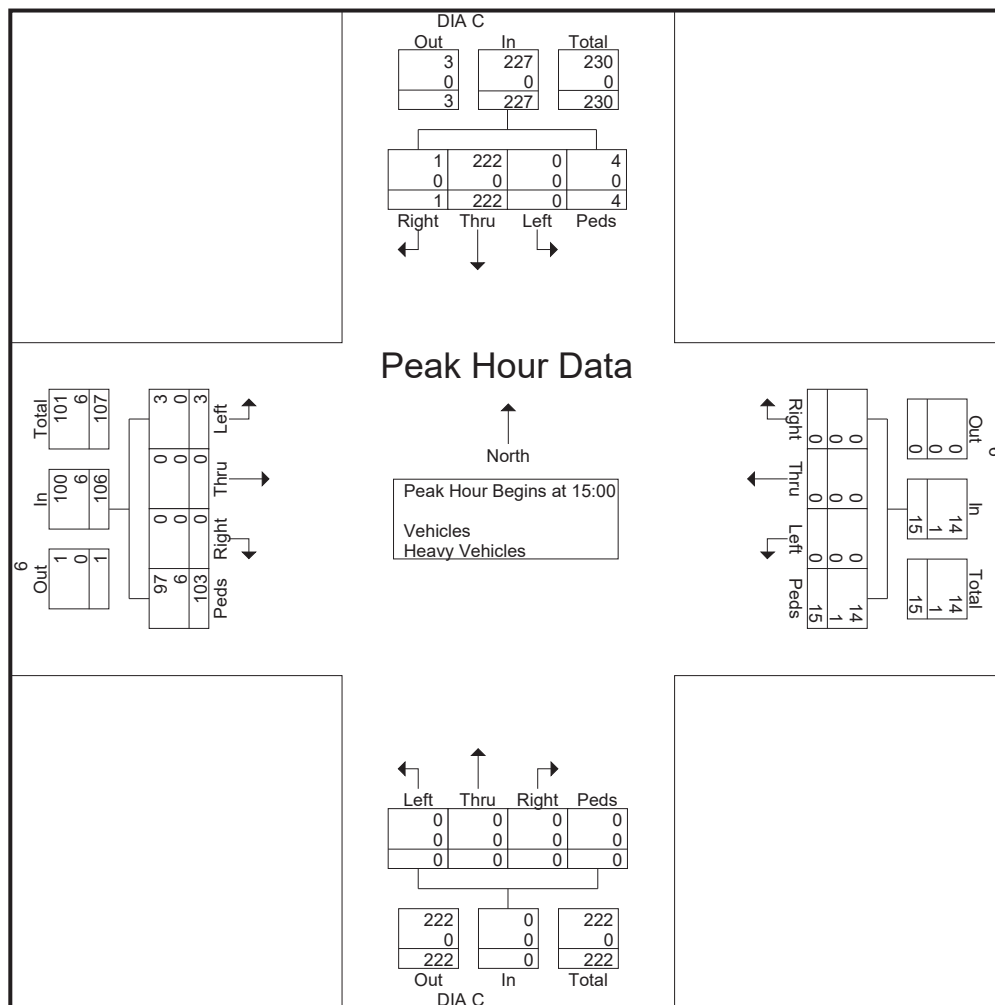 DIA C
Out In Total
3 227 230
0 0 0
3 227 230
1 222 0 4
0 0 0 0
1 222 0 4
Right Thru Left Peds
Peak Hour Data
North
Peak Hour Begins at 15:00
Vehicles
Heavy Vehicles
Total In Out
101 100 1
6 6 0
107 106 1
6
3 0 0 97
0 0 0 6
3 0 0 103
Left Thru Right Peds
Right Thru Left Peds
0 0 0 14
0 0 0 1
0 0 0 15
Out In Total
0 14 14
0 1 1
0 15 15
Left Thru Right Peds
0 0 0 0
0 0 0 0
0 0 0 0
222 0 222
0 0 0
222 0 222
Out In Total
DIA C